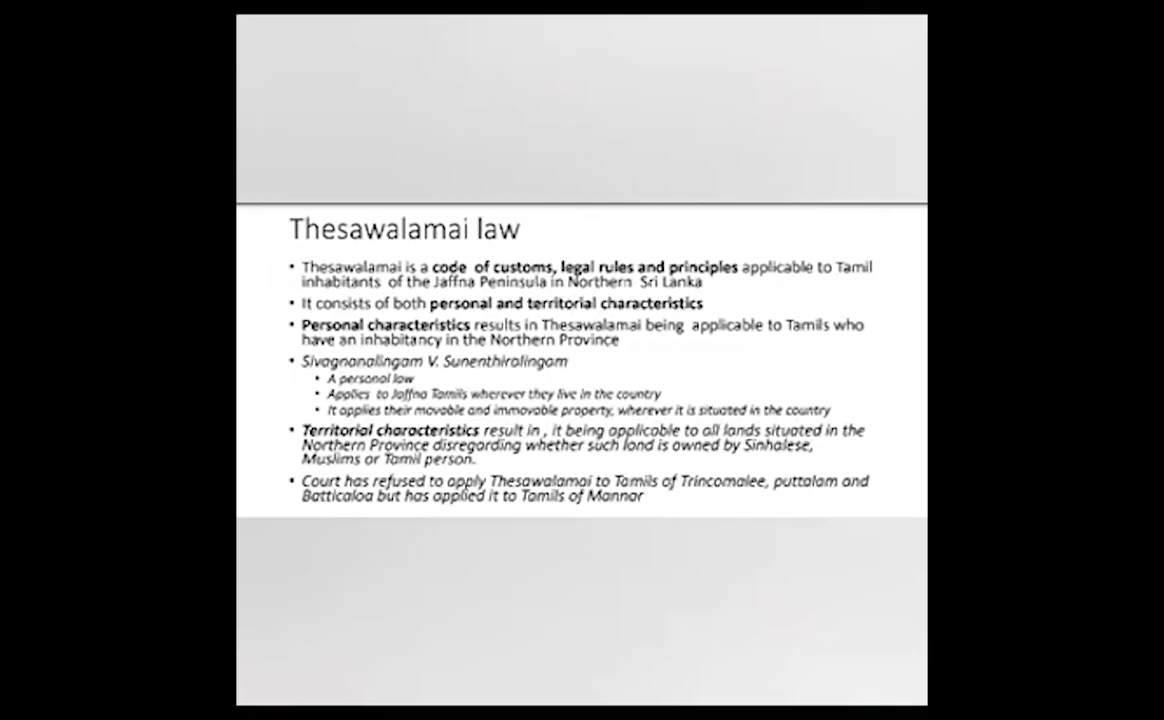 Thesawalamai law
• Thesawalamai is a code of customs, legal rules and principles applicable to Tamil
inhabitants of the Jaffna Peninsula in Northern Sri Lanka
• It consists of both personal and territorial characteristics
• Personal characteristics results in Thesawalamai being applicable to Tamils who
have an inhabitancy in the Northern Province
• Sivagnanalingam V. Sunenthiralingam
• A personal law
• Applies to Jaffna Tamils wherever they live in the country
• It applies their movable and immovable property, wherever it is situated in the country
• Territorial characteristics result in , it being applicable to all lands situated in the
Northern Province disregarding whether such land is owned by Sinhalese,
Muslims or Tamil person.
• Court has refused to apply Thesawalamai to Tamils of Trincomalee, puttalam and
Batticaloa but has applied it to Tamils of Mannar